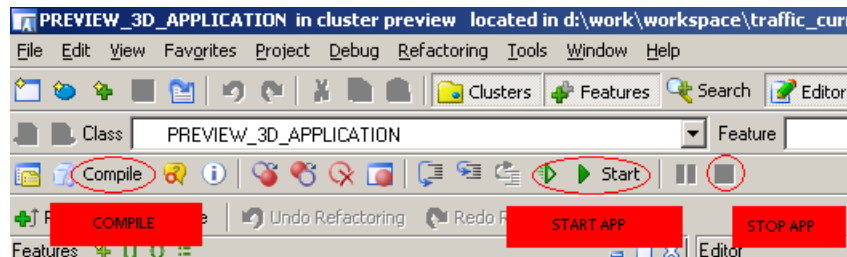 PREVIEW_3D_APPLICATION in cluster preview located in d:\work\workspace\traffic_curr
File Edit View Favorites Project Debug Refactoring Tools Window Help
Clusters Features Search Editor
Class PREVIEW_3D_APPLICATION Feature
Compile Start
Undo Refactoring Redo
COMPILE START APP STOP APP
Features Editor